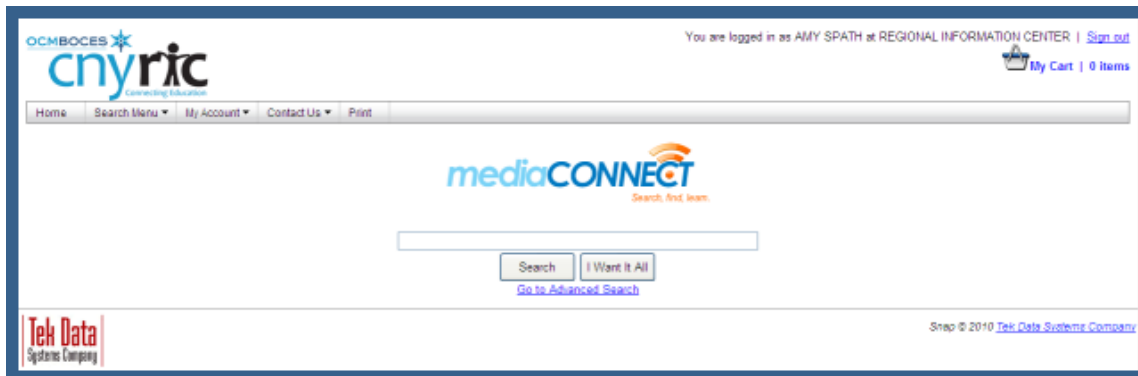 OCMBOCES
cnyric
Connecting Education
You are logged in as AMY SPATH at REGIONAL INFORMATION CENTER | Sign out
My Cart | 0 items
Home Search Menu My Account Contact Us Print
mediaCONNECT
Search, find, learn.
Search I Want It All
Go to Advanced Search
Tek Data
Systems Company
Snap © 2010 Tek Data Systems Company